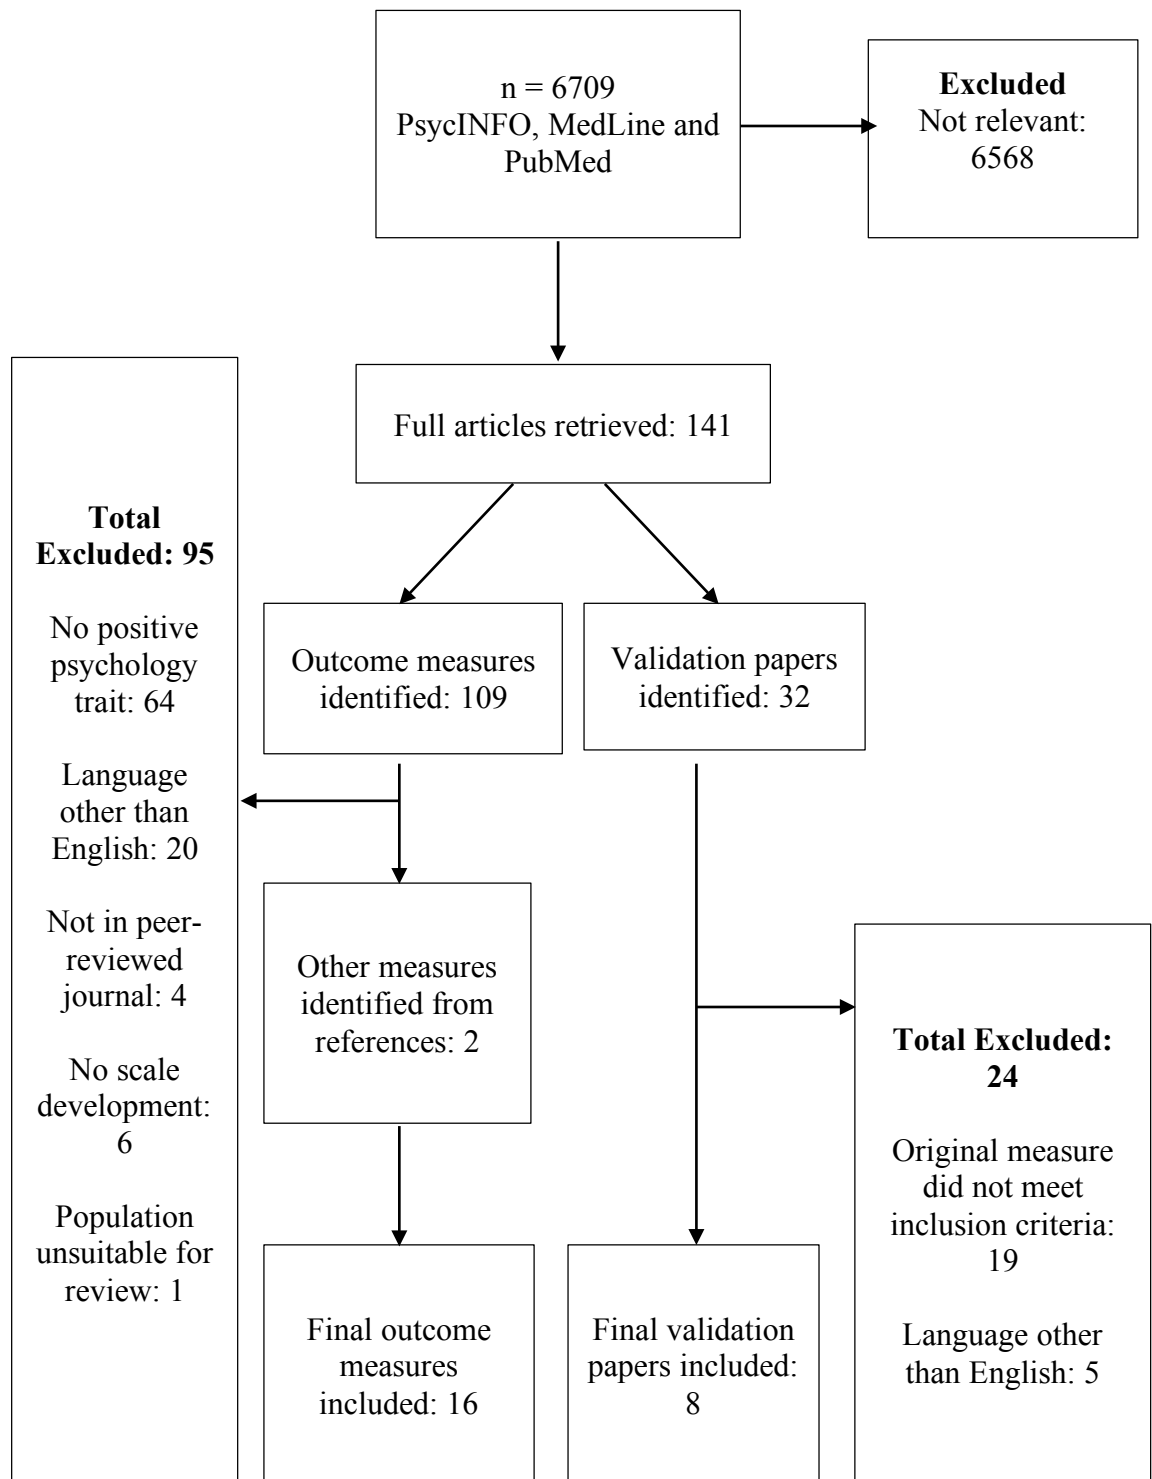 n = 6709
PsycINFO, MedLine and
PubMed
Excluded
Not relevant:
6568
Full articles retrieved: 141
Total
Excluded: 95
No positive
psychology
trait: 64
Language
other than
English: 20
Not in peer-
reviewed
journal: 4
No scale
development:
6
Population
unsuitable for
review: 1
Outcome measures
identified: 109
Validation papers
identified: 32
Other measures
identified from
references: 2
Total Excluded:
24
Original measure
did not meet
inclusion criteria:
19
Language other
than English: 5
Final outcome
measures
included: 16
Final validation
papers included:
8